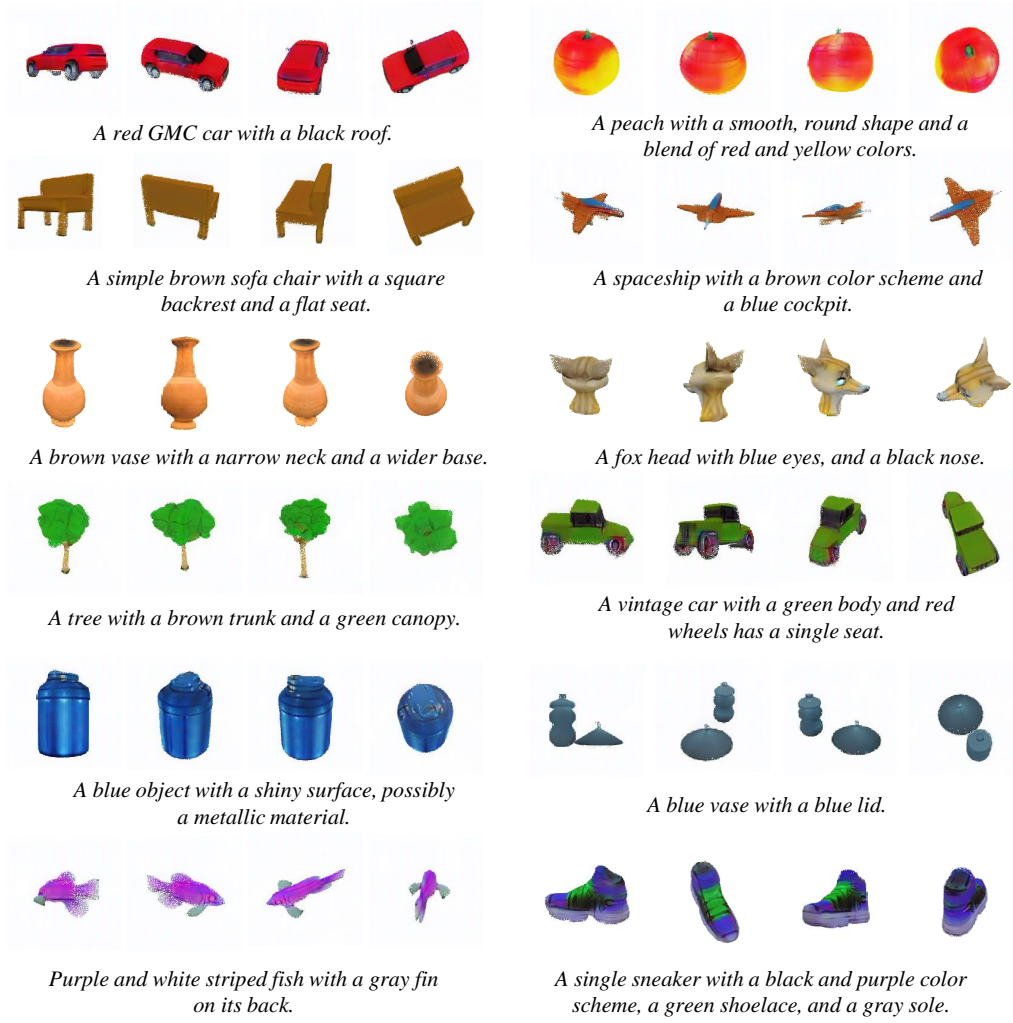 A red GMC car with a black roof.
A peach with a smooth, round shape and a
blend of red and yellow colors.
A simple brown sofa chair with a square
backrest and a flat seat.
A spaceship with a brown color scheme and
a blue cockpit.
A brown vase with a narrow neck and a wider base.
A fox head with blue eyes, and a black nose.
A tree with a brown trunk and a green canopy.
A vintage car with a green body and red
wheels has a single seat.
A blue object with a shiny surface, possibly
a metallic material.
A blue vase with a blue lid.
Purple and white striped fish with a gray fin
on its back.
A single sneaker with a black and purple color
scheme, a green shoelace, and a gray sole.